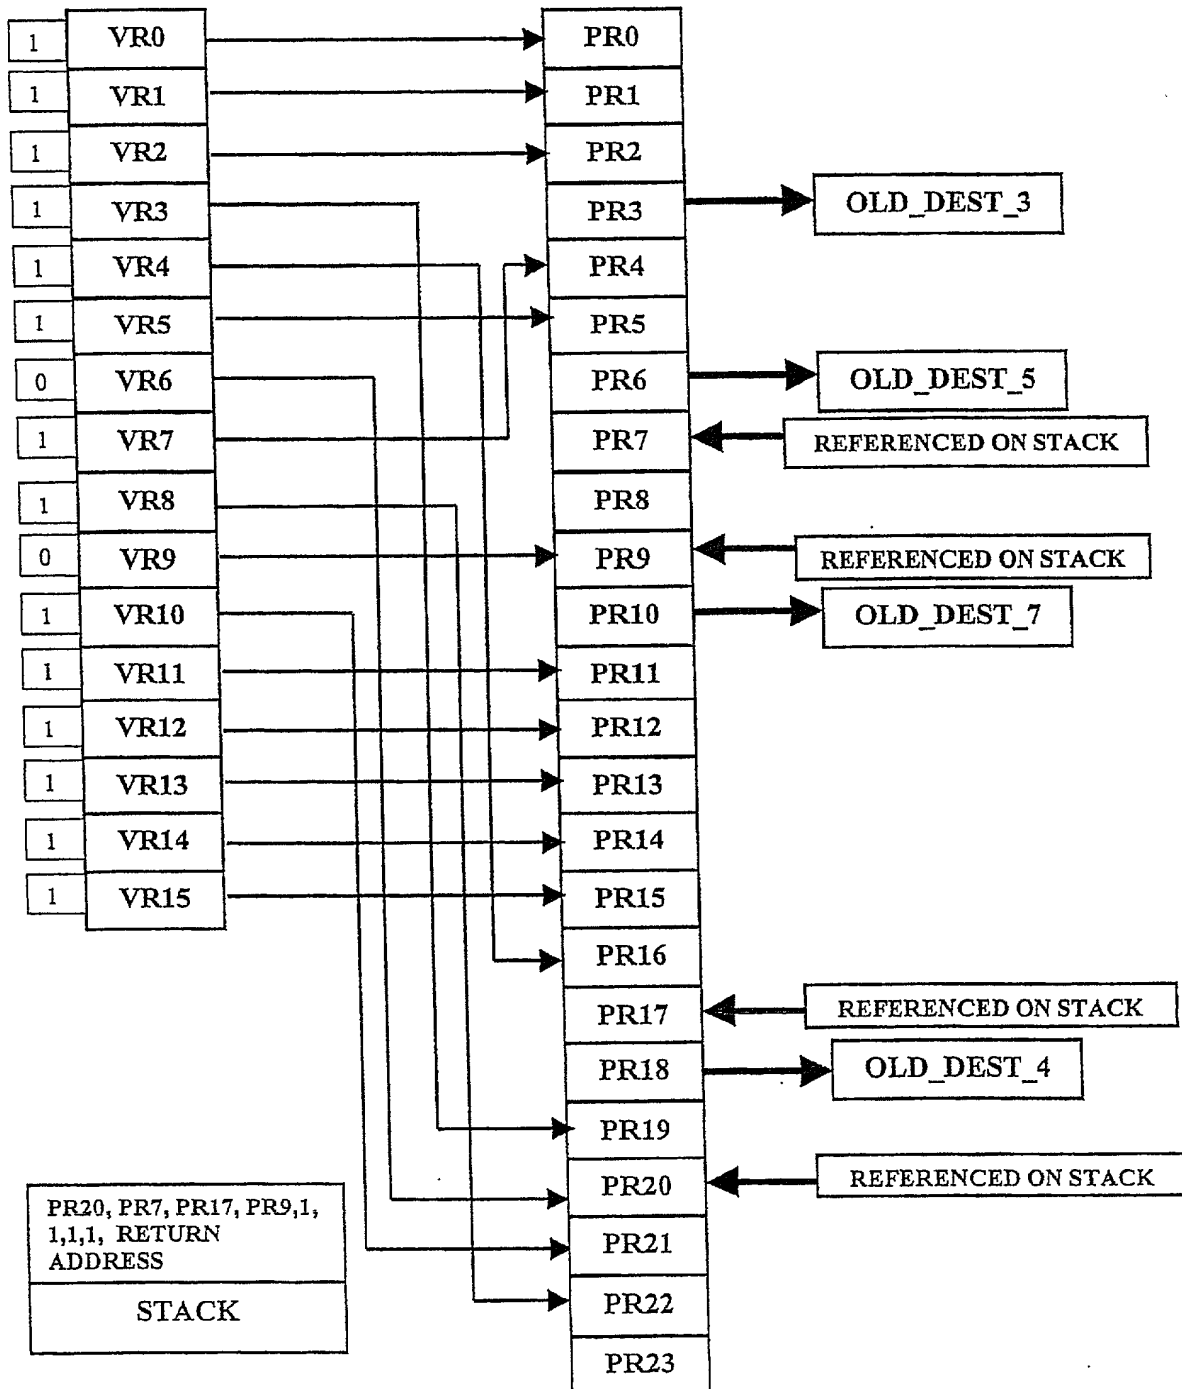 1 VR0 PR0
1 VR1 PR1
1 VR2 PR2
1 VR3 PR3 OLD_DEST_3
1 VR4 PR4
1 VR5 PR5
0 VR6 PR6 OLD_DEST_5
1 VR7 PR7 REFERENCED ON STACK
1 VR8 PR8
0 VR9 PR9 REFERENCED ON STACK
1 VR10 PR10 OLD_DEST_7
1 VR11 PR11
1 VR12 PR12
1 VR13 PR13
1 VR14 PR14
1 VR15 PR15
PR16
PR17 REFERENCED ON STACK
PR18 OLD_DEST_4
PR19
PR20 REFERENCED ON STACK
PR21
PR22
PR23
PR20, PR7, PR17, PR9,1,
1,1,1, RETURN
ADDRESS
STACK